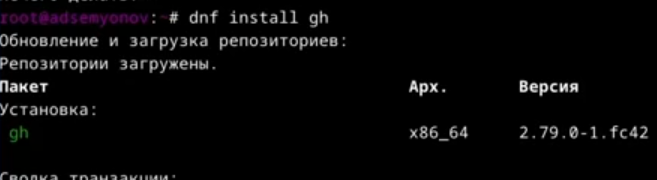 root@adsemyonov:~# dnf install gh
Обновление и загрузка репозиториев:
Репозитории загружены.
Пакет Арх. Версия
Установка:
gh x86_64 2.79.0-1.fc42
Сводка транзакции: